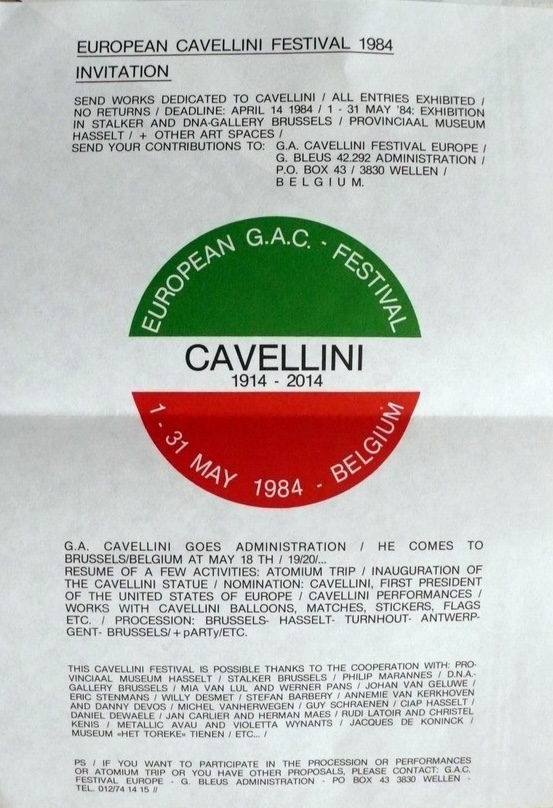 EUROPEAN CAVELLINI FESTIVAL 1984
INVITATION
SEND WORKS DEDICATED TO CAVELLINI / ALL ENTRIES EXHIBITED /
NO RETURNS / DEADLINE: APRIL 14 1984 / 1 - 31 MAY '84: EXHIBITION
IN STALKER AND DNA-GALLERY BRUSSELS / PROVINCIAAL MUSEUM
HASSELT / + OTHER ART SPACES /
SEND YOUR CONTRIBUTIONS TO: G.A. CAVELLINI FESTIVAL EUROPE /
G. BLEUS 42.292 ADMINISTRATION /
P.O. BOX 43 / 3830 WELLEN /
BELGIUM.
EUROPEAN G.A.C. - FESTIVAL
CAVELLINI
1914 - 2014
1 - 31 MAY 1984 - BELGIUM
G.A. CAVELLINI GOES ADMINISTRATION / HE COMES TO
BRUSSELS/BELGIUM AT MAY 18 TH / 19/20/...
RESUME OF A FEW ACTIVITIES: ATOMIUM TRIP / INAUGURATION OF
THE CAVELLINI STATUE / NOMINATION: CAVELLINI, FIRST PRESIDENT
OF THE UNITED STATES OF EUROPE / CAVELLINI PERFORMANCES /
WORKS WITH CAVELLINI BALLOONS, MATCHES, STICKERS, FLAGS
ETC. / PROCESSION: BRUSSELS- HASSELT- TURNHOUT- ANTWERP-
GENT- BRUSSELS/ + pARTy/ETC.
THIS CAVELLINI FESTIVAL IS POSSIBLE THANKS TO THE COOPERATION WITH: PRO-
VINCIAAL MUSEUM HASSELT / STALKER BRUSSELS / PHILIP MARANNES / D.N.A.-
GALLERY BRUSSELS / MIA VAN LUL AND WERNER PANS / JOHAN VAN GELUWE /
ERIC STENMANS / WILLY DESMET / STEFAN BARBERY / ANNEMIE VAN KERKHOVEN
AND DANNY DEVOS / MICHEL VANHERWEGEN / GUY SCHRAENEN / CIAP HASSELT /
DANIEL DEWAELE / JAN CARLIER AND HERMAN MAES / RUDI LATOIR AND CHRISTEL
KENIS / METALLIC AVAU AND VIOLETTA WYNANTS / JACQUES DE KONINCK /
MUSEUM «HET TOREKE» TIENEN / ETC... /
PS / IF YOU WANT TO PARTICIPATE IN THE PROCESSION OR PERFORMANCES
OR ATOMIUM TRIP OR YOU HAVE OTHER PROPOSALS, PLEASE CONTACT: G.A.C.
FESTIVAL EUROPE - G. BLEUS ADMINISTRATION - PO BOX 43 3830 WELLEN -
TEL. 012/74 14 15 //